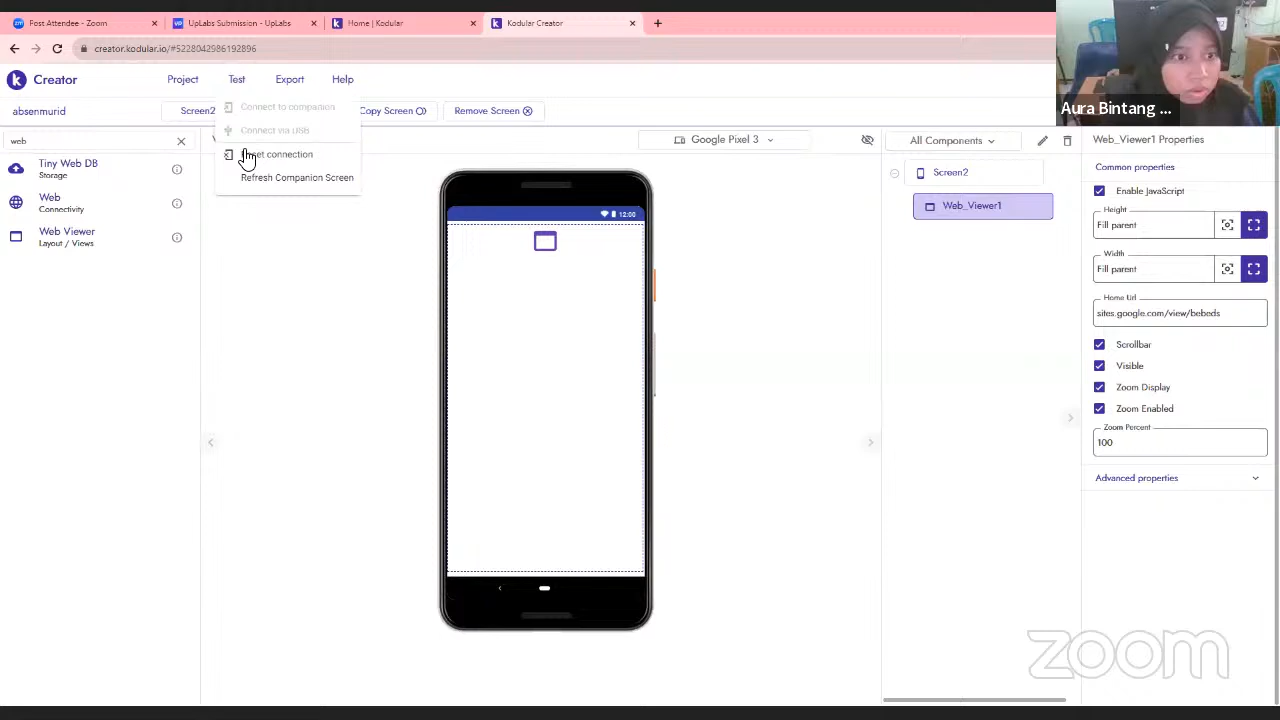 Post Attendee - Zoom
UpLabs Submission - UpLabs
Home | Kodular
Kodular Creator
creator.kodular.io/#5228042986192896
Creator
Project
Test
Export
Help
absenmurid
Screen2
Copy Screen
Remove Screen
Connect to companion
Connect via USB
connection
Refresh Companion Screen
web
Tiny Web DB
Storage
Web
Connectivity
Web Viewer
Layout / Views
Google Pixel 3
12:00
All Components
Screen2
Web_Viewer1
Aura Bintang ...
Web_Viewer1 Properties
Common properties
Enable JavaScript
Height
Fill parent
Width
Fill parent
Home Url
sites.google.com/view/bebeds
Scrollbar
Visible
Zoom Display
Zoom Enabled
Zoom Percent
100
Advanced properties
zoom